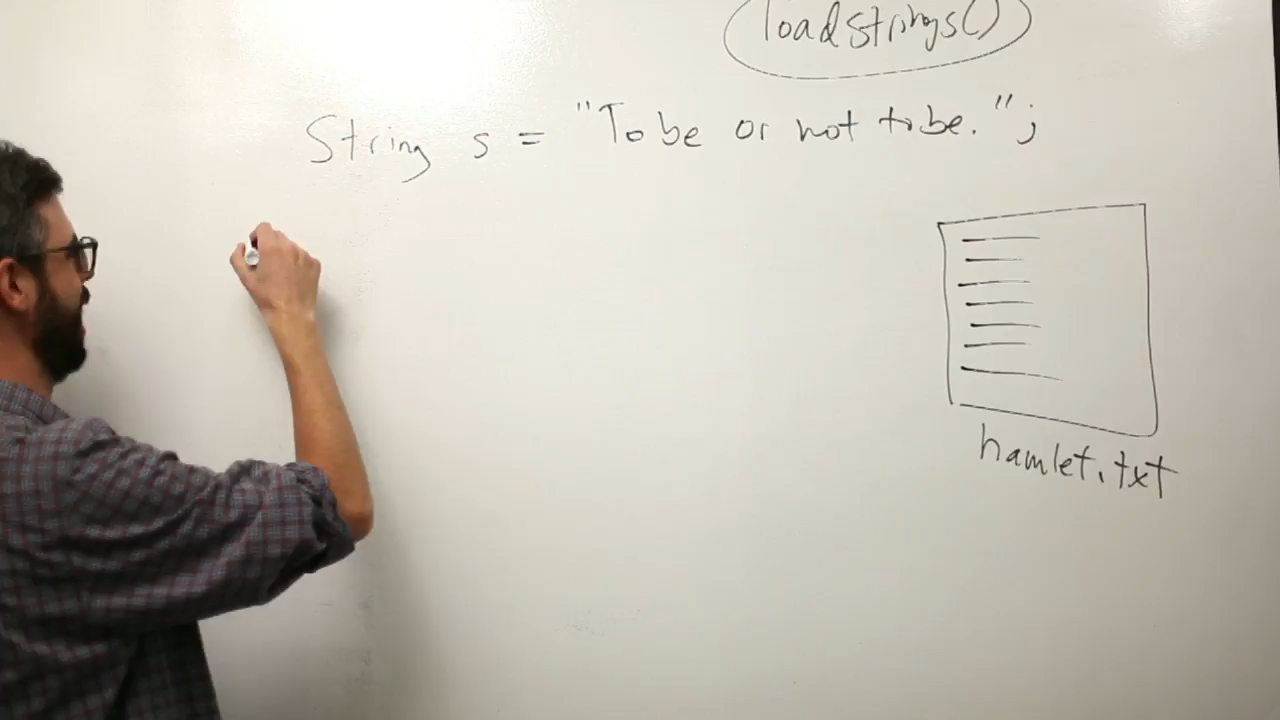 loadStrings()
String s = "To be or not to be.";
hamlet.txt